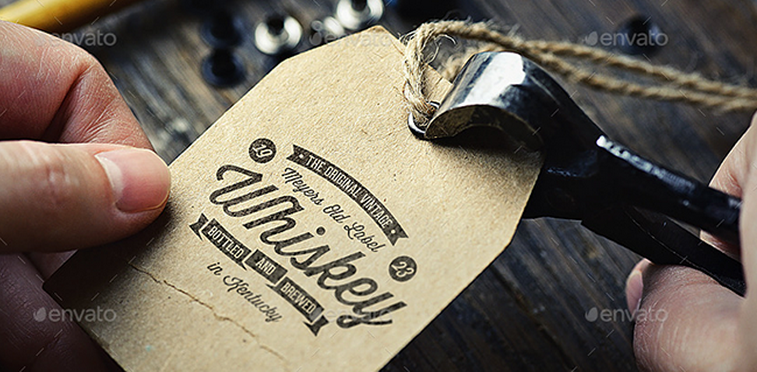 19
THE ORIGINAL VINTAGE
Meyers Old Label
Whiskey
23
BOTTLED AND BREWED
in Kentucky
envato
envato
envato
envato
envato
envato